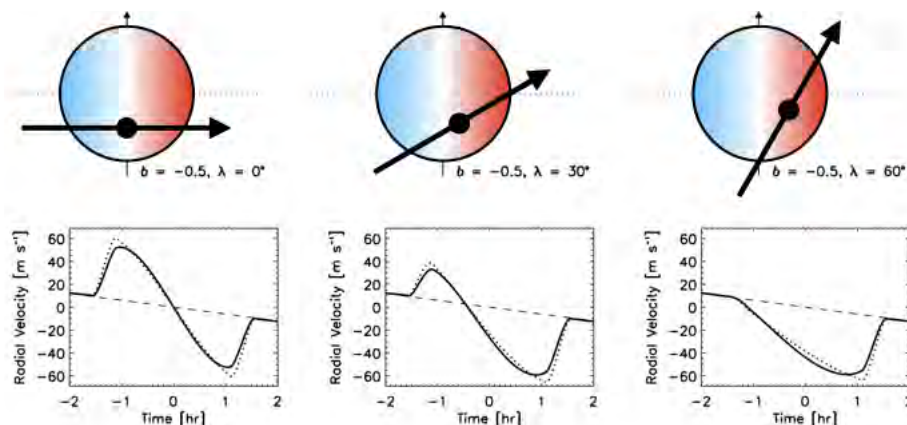 b = −0.5, λ = 0°
b = −0.5, λ = 30°
b = −0.5, λ = 60°
Radial Velocity [m s⁻¹]
60
40
20
0
−20
−40
−60
−2 −1 0 1 2
Time [hr]
Radial Velocity [m s⁻¹]
60
40
20
0
−20
−40
−60
−2 −1 0 1 2
Time [hr]
Radial Velocity [m s⁻¹]
60
40
20
0
−20
−40
−60
−2 −1 0 1 2
Time [hr]